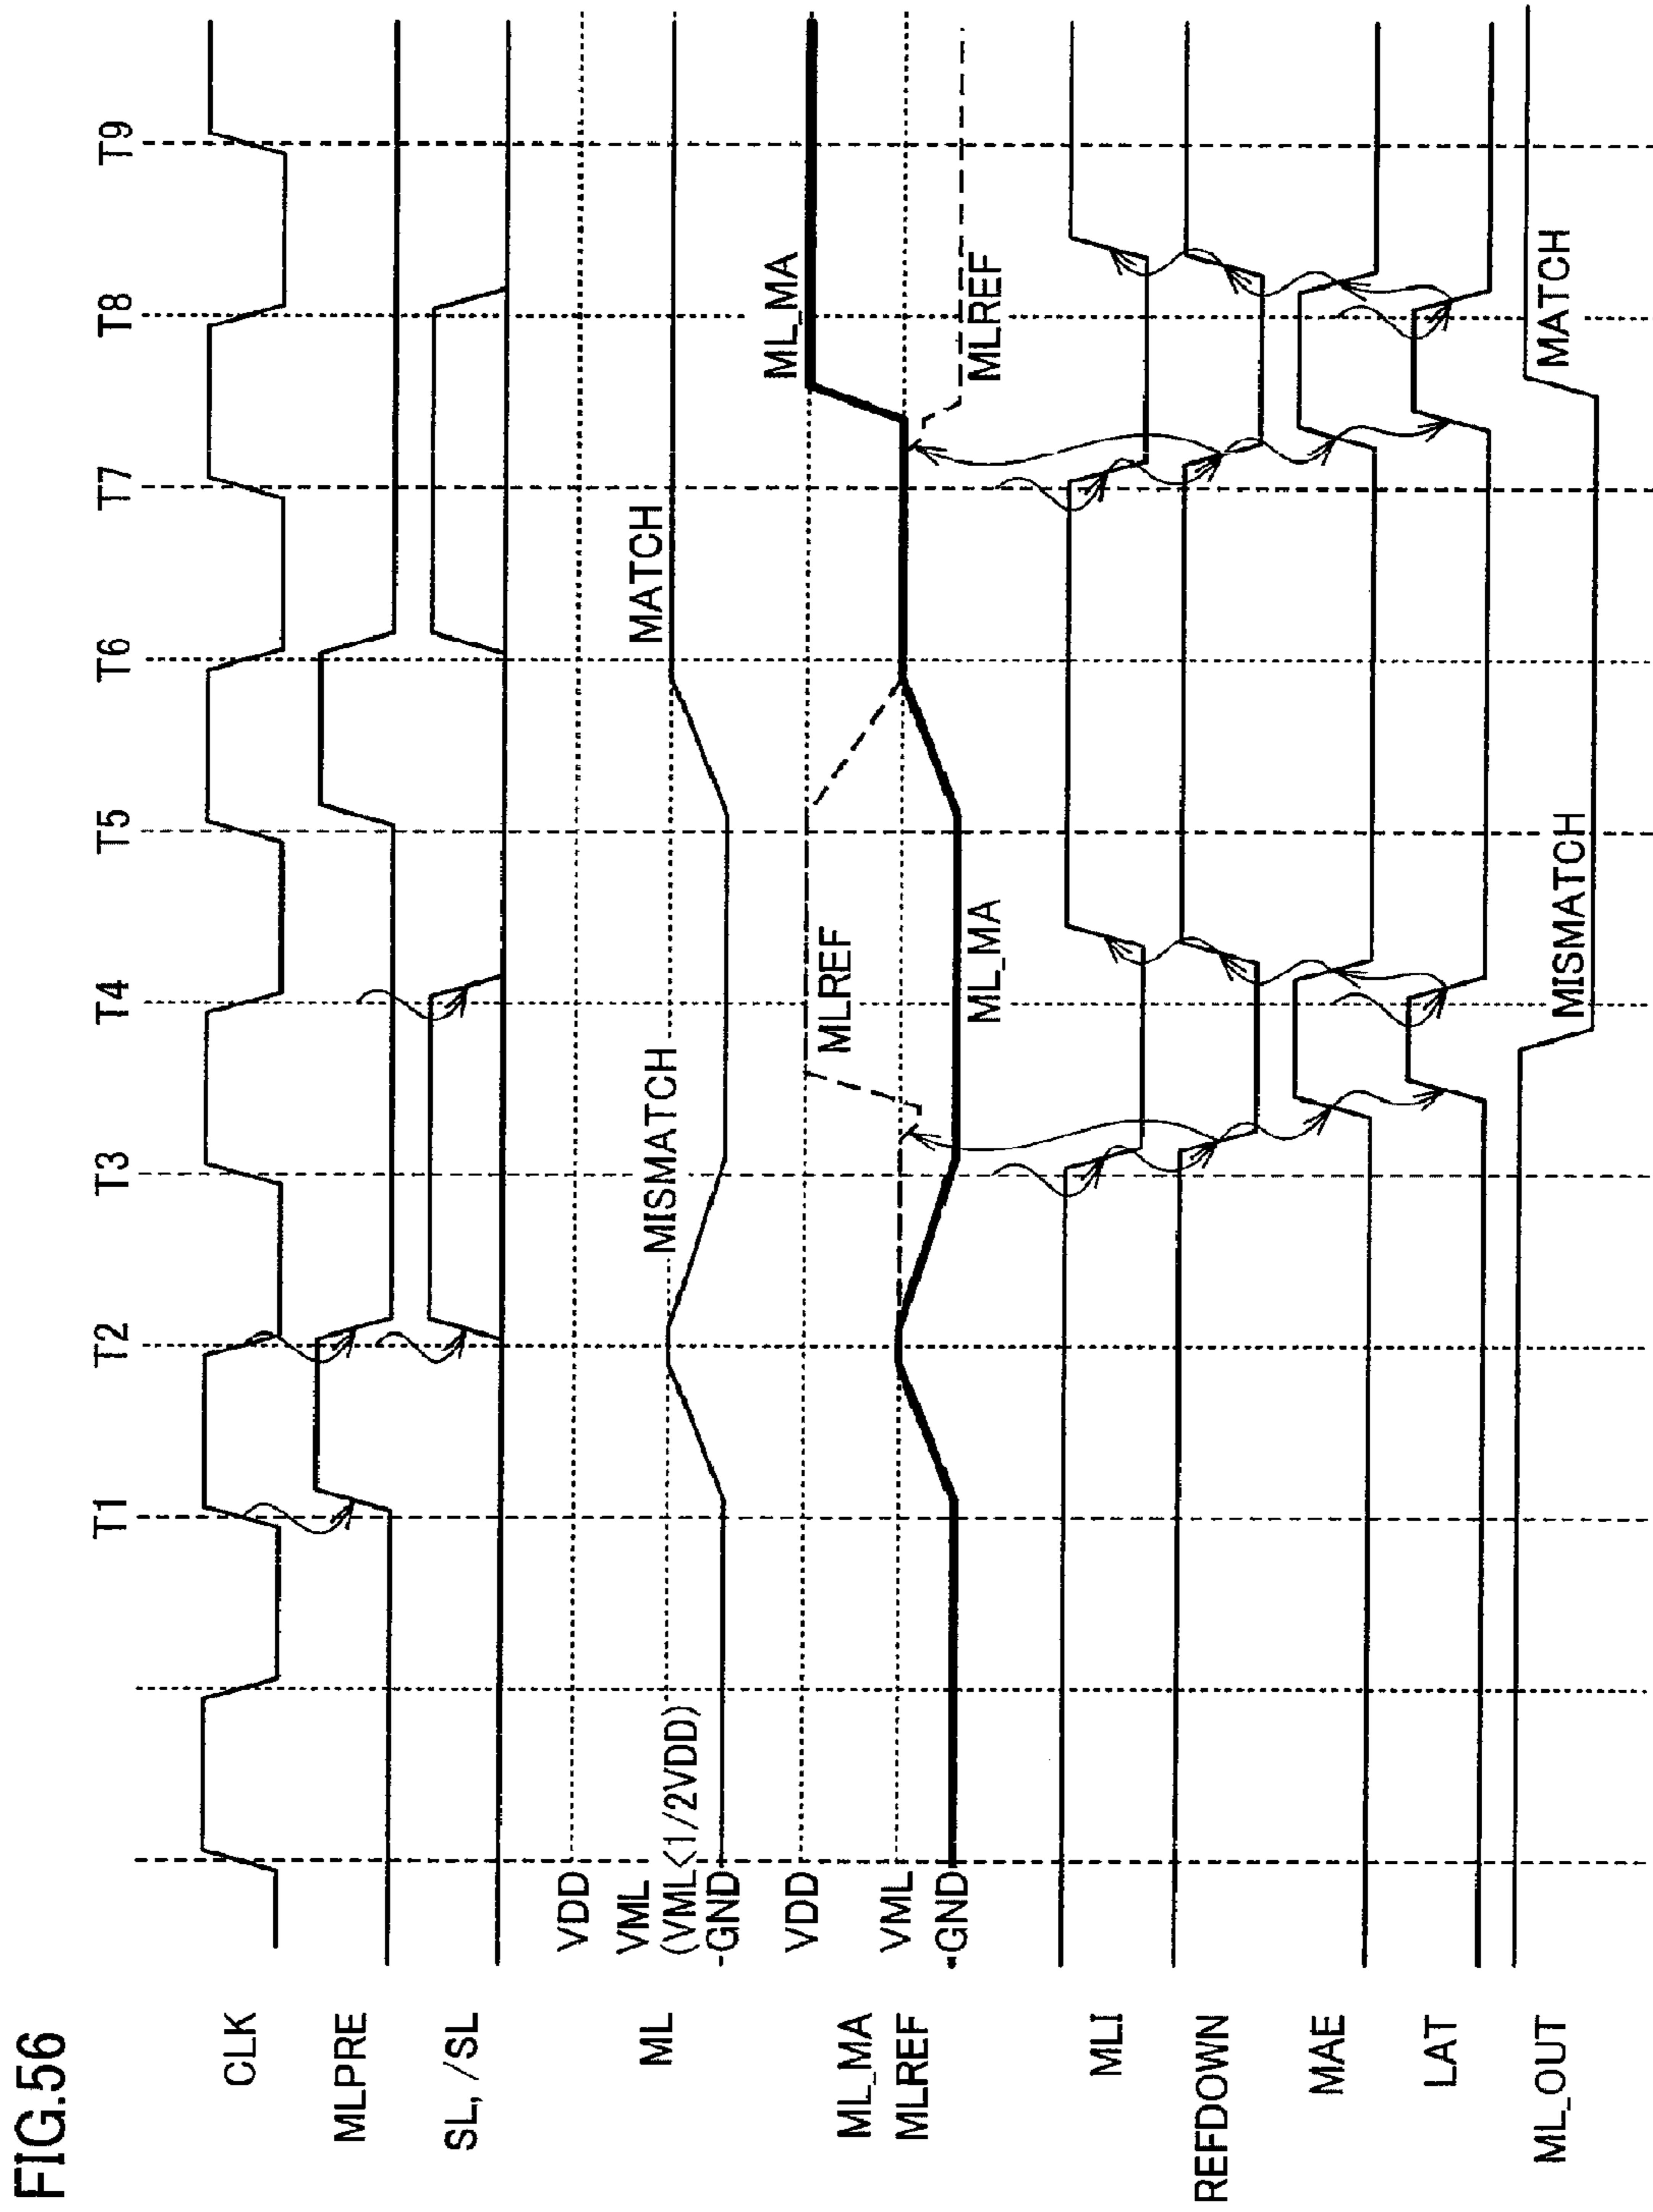 FIG.56
T1 T2 T3 T4 T5 T6 T7 T8 T9
CLK
MLPRE
SL, /SL
VDD
VML
(VML<1/2VDD)
GND
ML
MISMATCH
MATCH
VDD
VML
GND
ML_MA
MLREF
MLREF
ML_MA
ML_MA
MLREF
MLI
REFDOWN
MAE
LAT
ML_OUT
MISMATCH
MATCH